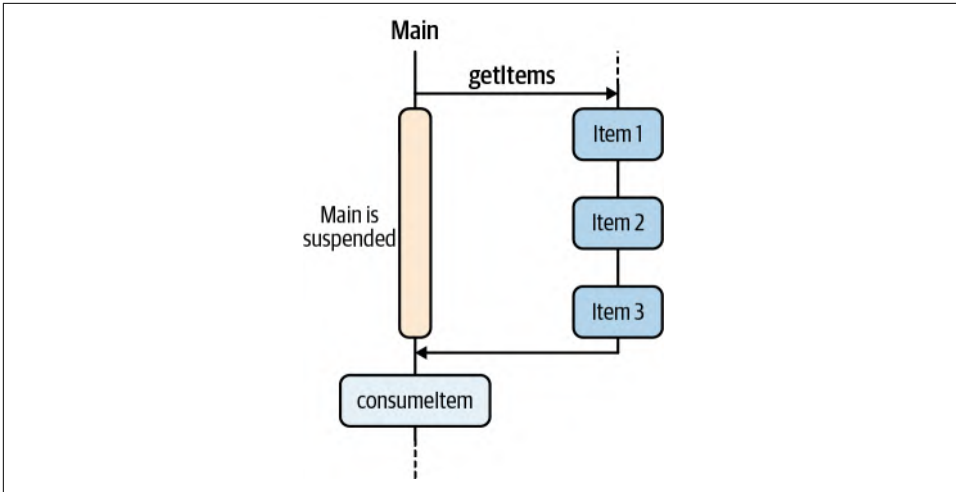 Main
getItems
Item 1
Main is
suspended
Item 2
Item 3
consumeItem